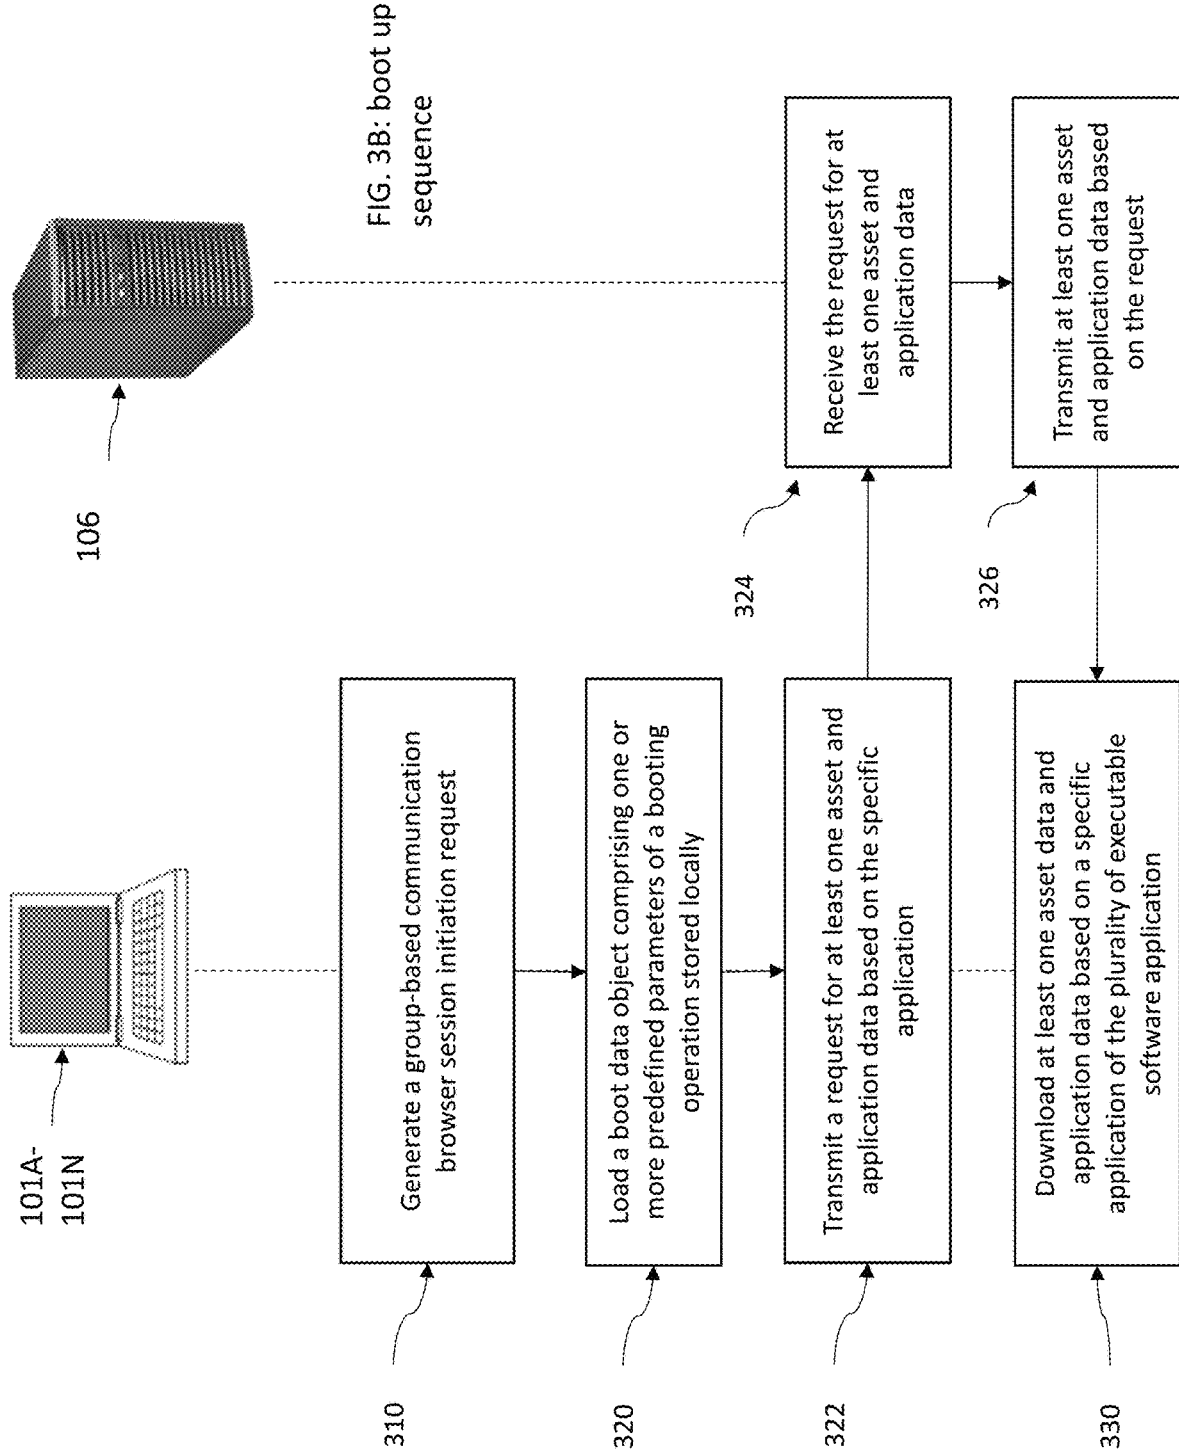 101A-
101N
106
FIG. 3B: boot up
sequence
310
Generate a group-based communication
browser session initiation request
320
Load a boot data object comprising one or
more predefined parameters of a booting
operation stored locally
322
Transmit a request for at least one asset and
application data based on the specific
application
324
Receive the request for at
least one asset and
application data
326
Transmit at least one asset
and application data based
on the request
330
Download at least one asset data and
application data based on a specific
application of the plurality of executable
software application